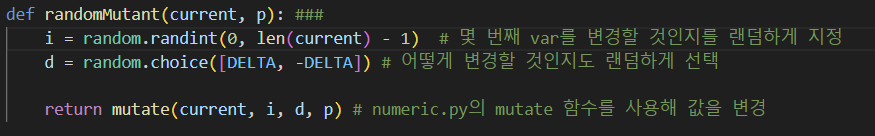 def randomMutant(current, p): ###
    i = random.randint(0, len(current) - 1)  # 몇 번째 var를 변경할 것인지를 랜덤하게 지정
    d = random.choice([DELTA, -DELTA]) # 어떻게 변경할 것인지도 랜덤하게 선택
    return mutate(current, i, d, p) # numeric.py의 mutate 함수를 사용해 값을 변경